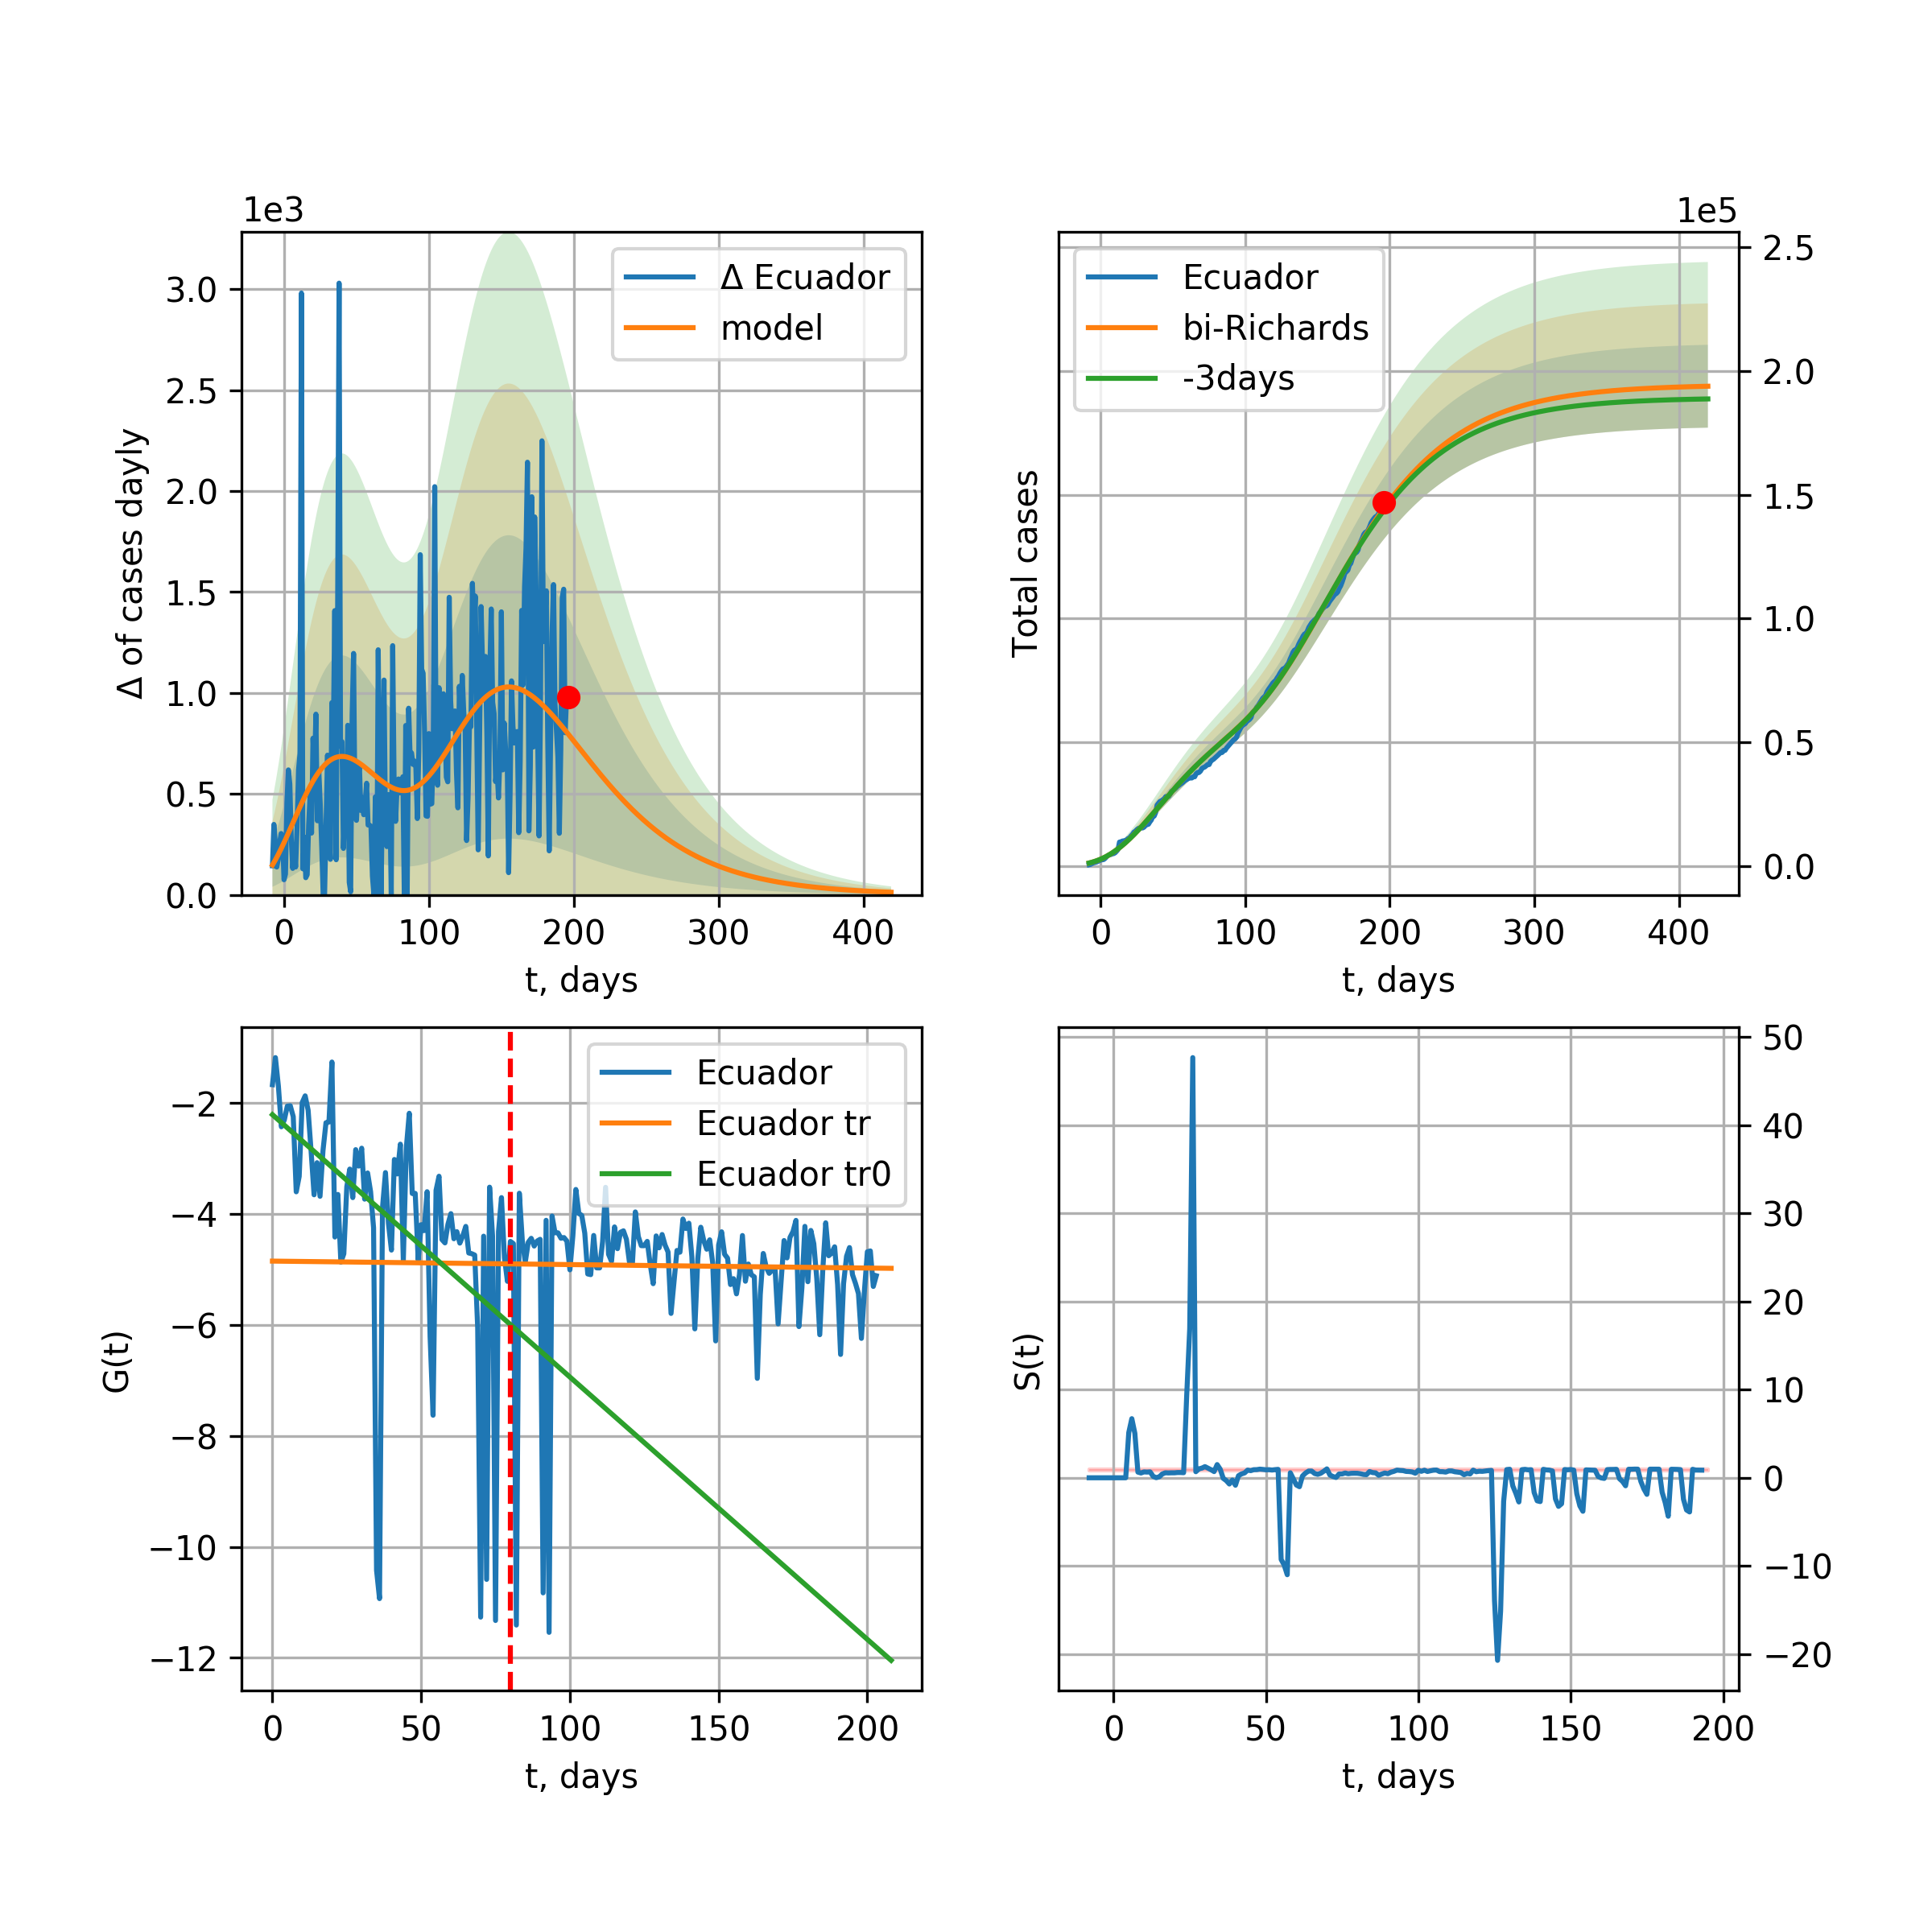 1e3
3.0
2.5
2.0
1.5
1.0
0.5
0.0
Δ of cases dayly
0 100 200 300 400
t, days
Δ Ecuador
model
1e5
2.5
2.0
1.5
1.0
0.5
0.0
Total cases
0 100 200 300 400
t, days
Ecuador
bi-Richards
-3days
−2
−4
−6
−8
−10
−12
G(t)
0 50 100 150 200
t, days
Ecuador
Ecuador tr
Ecuador tr0
50
40
30
20
10
0
−10
−20
S(t)
0 50 100 150 200
t, days